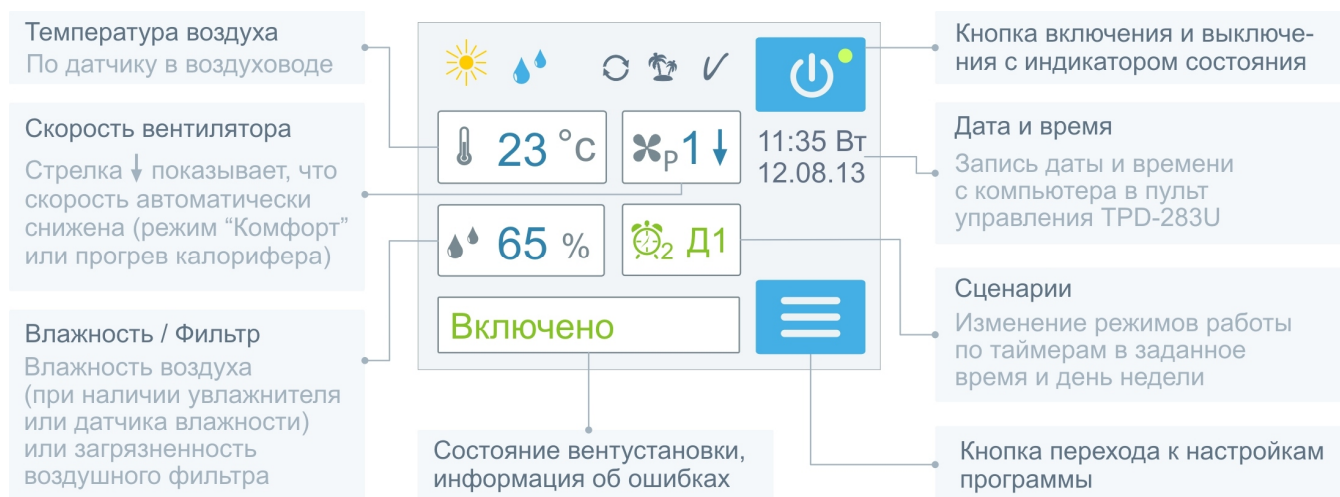 Температура воздуха
По датчику в воздуховоде
Скорость вентилятора
Стрелка ↓ показывает, что
скорость автоматически
снижена (режим “Комфорт”
или прогрев калорифера)
Влажность / Фильтр
Влажность воздуха
(при наличии увлажнителя
или датчика влажности)
или загрязненность
воздушного фильтра
23 °C
P1↓
11:35 Вт
12.08.13
65 %
2 Д1
Включено
Состояние вентустановки,
информация об ошибках
Кнопка включения и выключе-
ния с индикатором состояния
Дата и время
Запись даты и времени
с компьютера в пульт
управления TPD-283U
Сценарии
Изменение режимов работы
по таймерам в заданное
время и день недели
Кнопка перехода к настройкам
программы